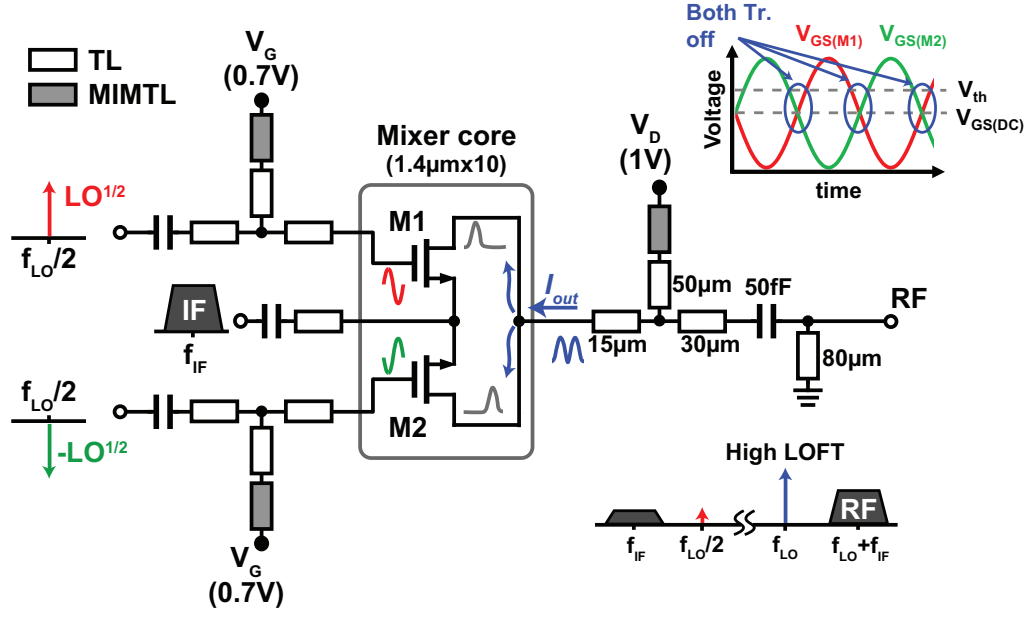 TL
MIMTL
V_G
(0.7V)
Mixer core
(1.4µmx10)
V_D
(1V)
Both Tr.
off
V_GS(M1)
V_GS(M2)
V_th
V_GS(DC)
Voltage
time
LO^1/2
f_LO/2
M1
IF
f_IF
I_out
50µm
50fF
RF
15µm
30µm
80µm
f_LO/2
-LO^1/2
M2
V_G
(0.7V)
High LOFT
RF
f_IF
f_LO/2
f_LO
f_LO+f_IF